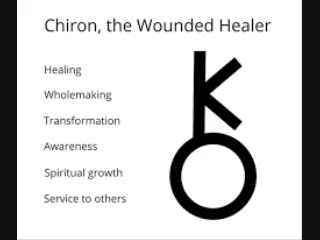 Chiron, the Wounded Healer
Healing
Wholemaking
Transformation
Awareness
Spiritual growth
Service to others